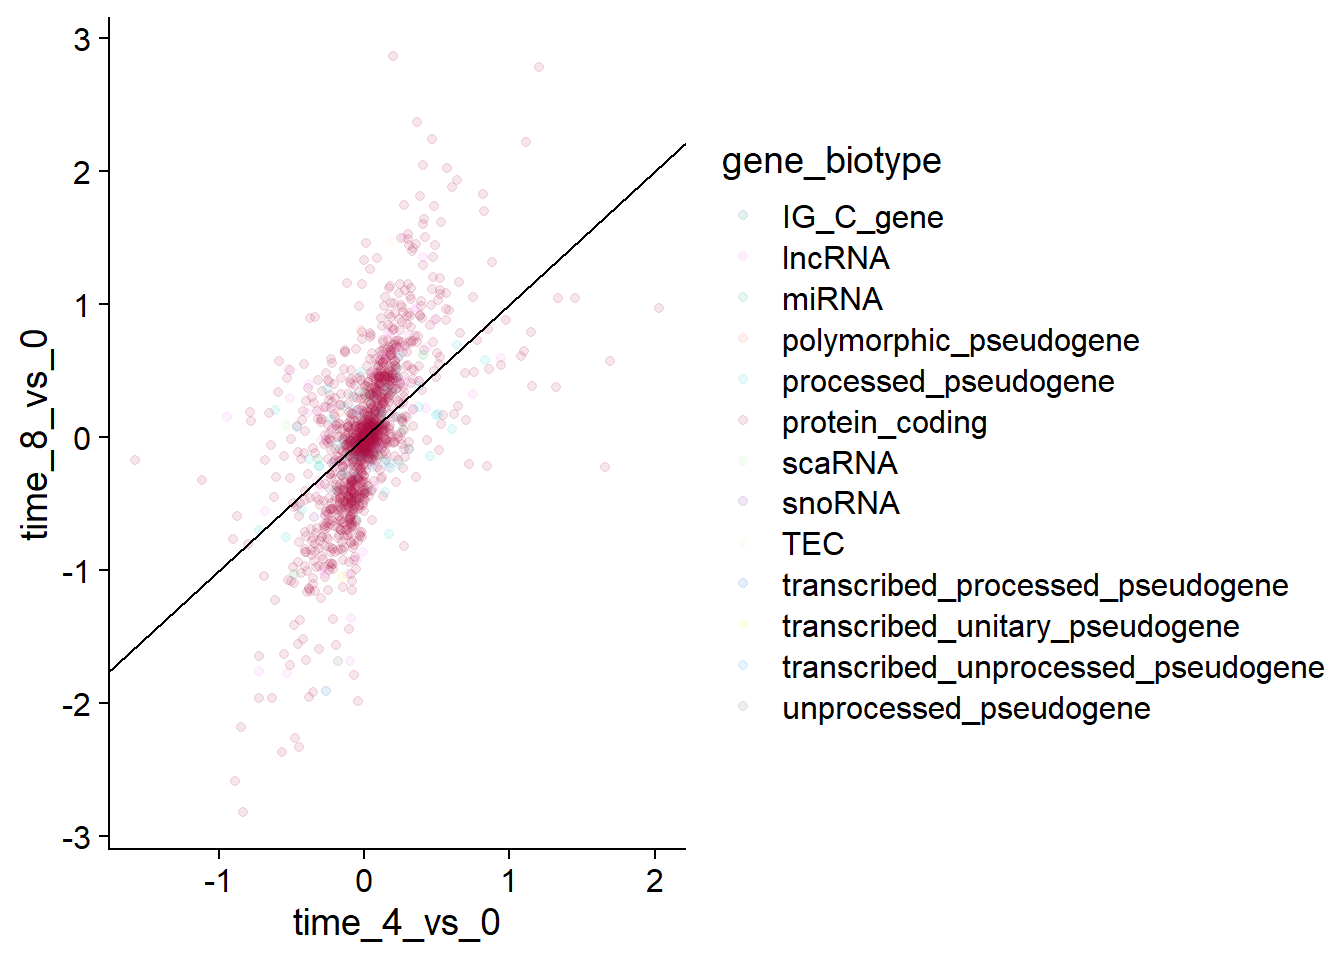 time_8_vs_0
3
2
1
0
-1
-2
-3
-1
0
1
2
time_4_vs_0
gene_biotype
IG_C_gene
lncRNA
miRNA
polymorphic_pseudogene
processed_pseudogene
protein_coding
scaRNA
snoRNA
TEC
transcribed_processed_pseudogene
transcribed_unitary_pseudogene
transcribed_unprocessed_pseudogene
unprocessed_pseudogene